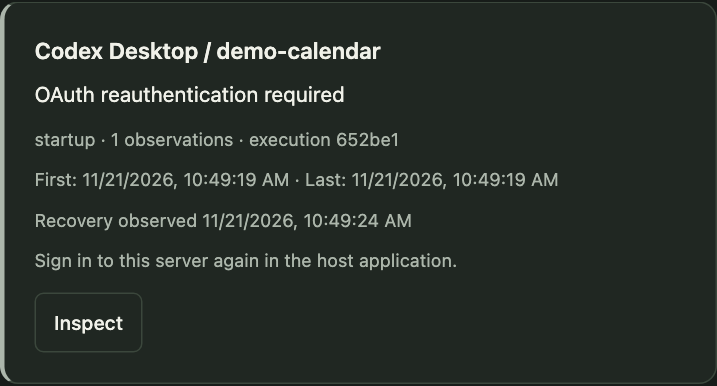 Codex Desktop / demo-calendar
OAuth reauthentication required
startup · 1 observations · execution 652be1
First: 11/21/2026, 10:49:19 AM · Last: 11/21/2026, 10:49:19 AM
Recovery observed 11/21/2026, 10:49:24 AM
Sign in to this server again in the host application.
Inspect